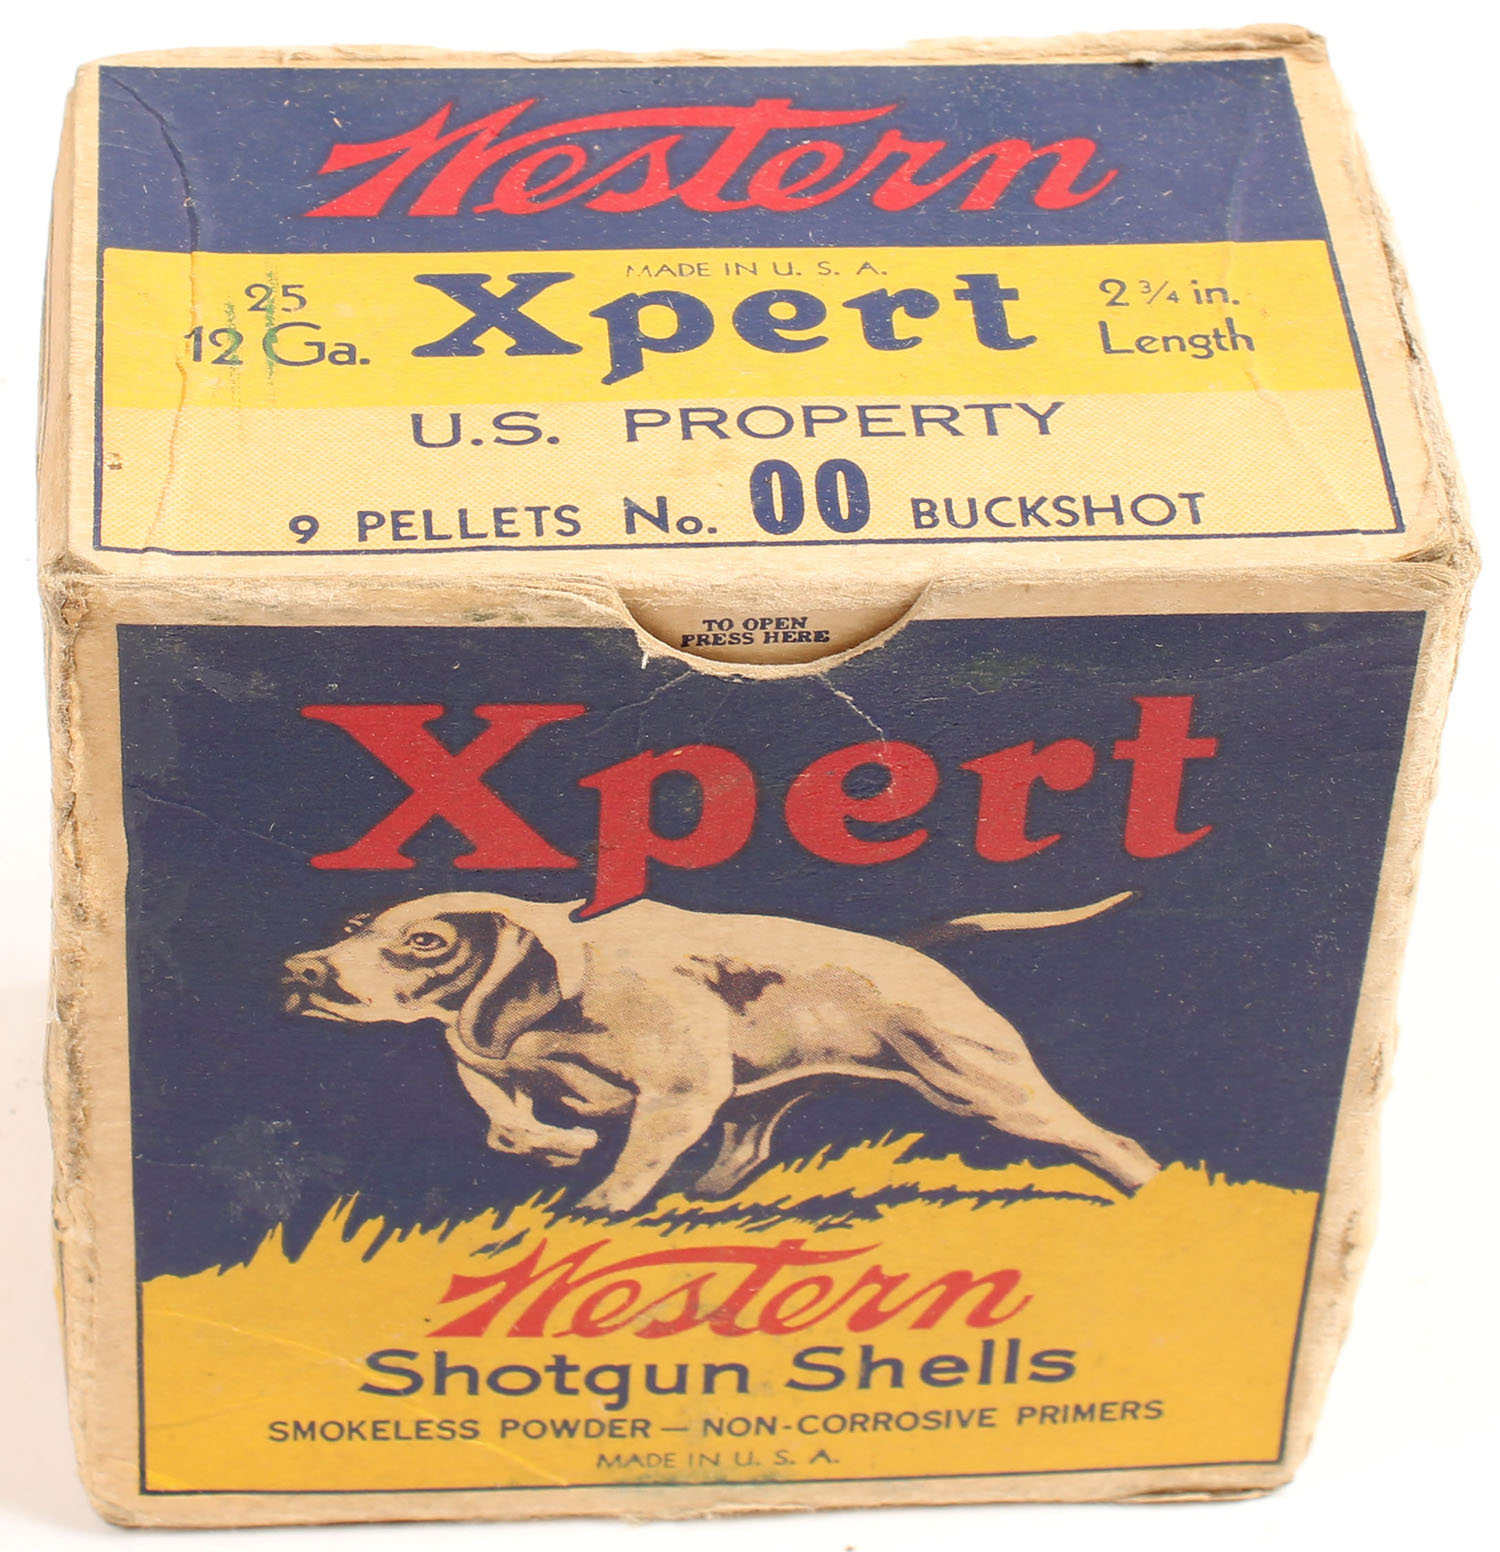 Western
MADE IN U. S. A.
25
12 Ga.
Xpert
2 3/4 in.
Length
U.S. PROPERTY
9 PELLETS No. 00 BUCKSHOT
TO OPEN
PRESS HERE
Xpert
Western
Shotgun Shells
SMOKELESS POWDER — NON-CORROSIVE PRIMERS
MADE IN U. S. A.